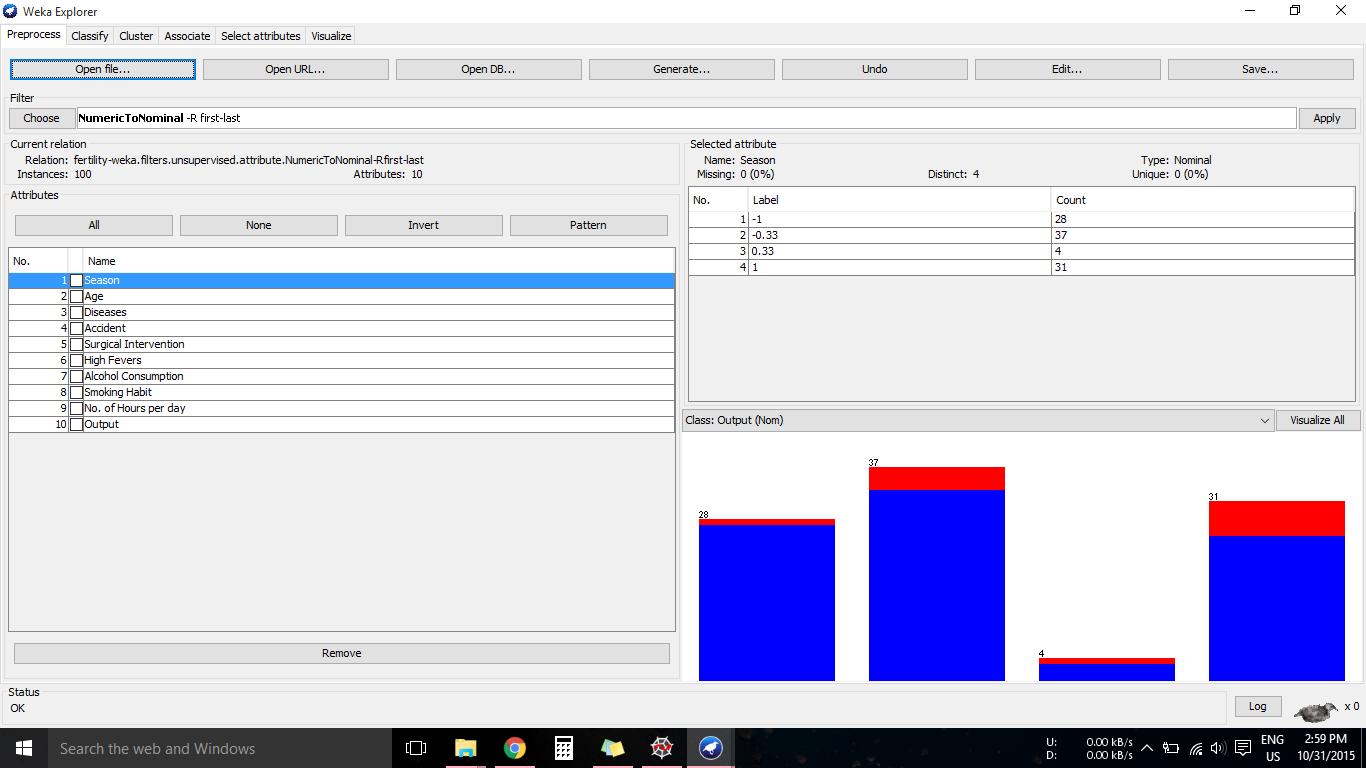 Weka Explorer
Preprocess Classify Cluster Associate Select attributes Visualize
Open file... Open URL... Open DB... Generate... Undo Edit... Save...
Filter
Choose NumericToNominal -R first-last Apply
Current relation
Relation: fertility-weka.filters.unsupervised.attribute.NumericToNominal-Rfirst-last
Instances: 100 Attributes: 10
Attributes
All None Invert Pattern
No. Name
1 Season
2 Age
3 Diseases
4 Accident
5 Surgical Intervention
6 High Fevers
7 Alcohol Consumption
8 Smoking Habit
9 No. of Hours per day
10 Output
Remove
Selected attribute
Name: Season Type: Nominal
Missing: 0 (0%) Distinct: 4 Unique: 0 (0%)
No. Label Count
1 -1 28
2 -0.33 37
3 0.33 4
4 1 31
Class: Output (Nom) Visualize All
28 37 4 31
Status
OK
Log x 0
Search the web and Windows
U: 0.00 kB/s
D: 0.00 kB/s
ENG
US
2:59 PM
10/31/2015